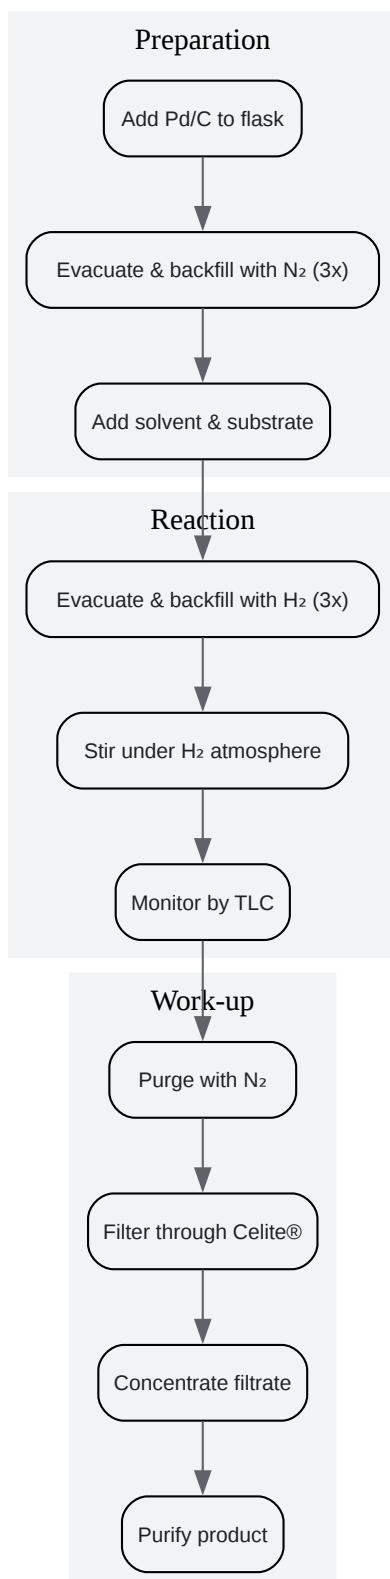 Preparation
Add Pd/C to flask
Evacuate & backfill with N₂ (3x)
Add solvent & substrate
Reaction
Evacuate & backfill with H₂ (3x)
Stir under H₂ atmosphere
Monitor by TLC
Work-up
Purge with N₂
Filter through Celite®
Concentrate filtrate
Purify product